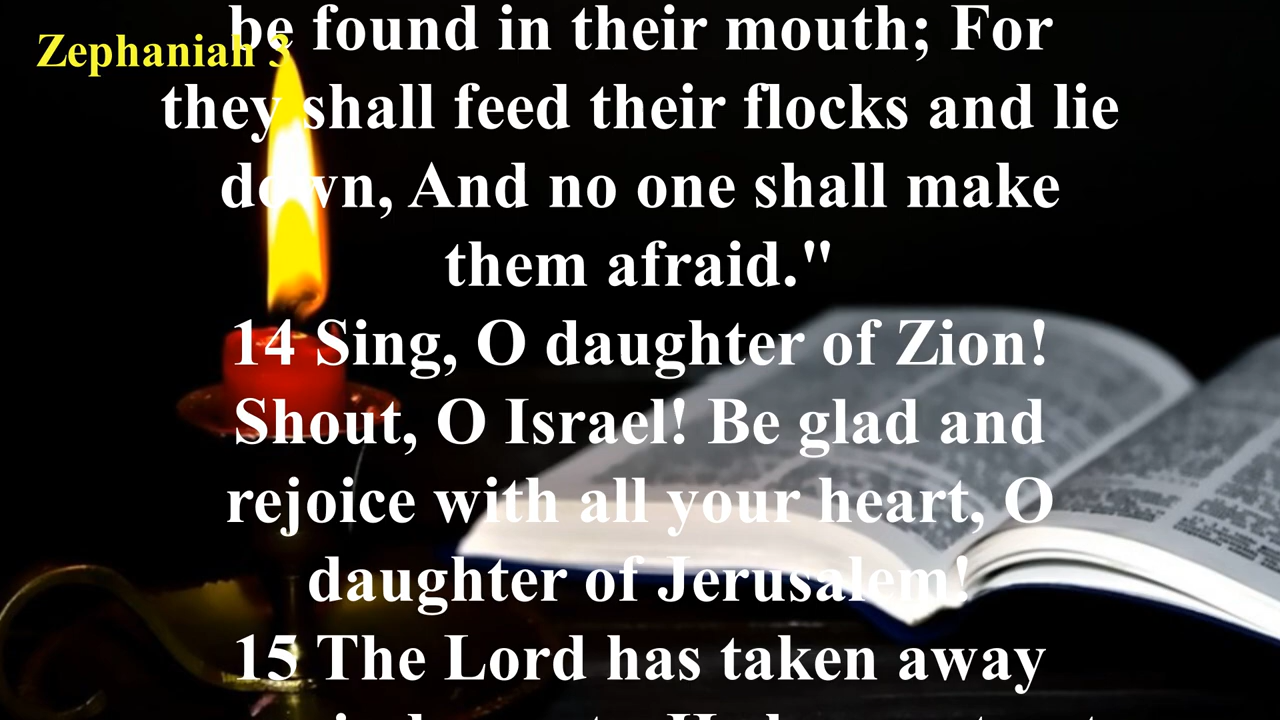 Zephaniah 3
be found in their mouth; For
they shall feed their flocks and lie
down, And no one shall make
them afraid."
14 Sing, O daughter of Zion!
Shout, O Israel! Be glad and
rejoice with all your heart, O
daughter of Jerusalem!
15 The Lord has taken away